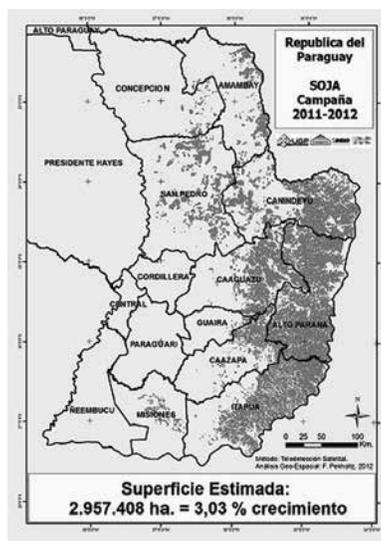 ALTO PARAGUAY
Republica del
Paraguay
SOJA
Campaña
2011-2012
CONCEPCION
AMAMBAY
PRESIDENTE HAYES
SAN PEDRO
CANINDEYU
CORDILLERA
CAAGUAZU
CENTRAL
GUAIRA
ALTO PARANA
PARAGUARI
CAAZAPA
ÑEEMBUCU
MISIONES
ITAPUA
N
0 25 50 100
Km.
Método: Teledetección Satelital.
Análisis Geo-Espacial: F. Peikholz, 2012
Superficie Estimada:
2.957.408 ha. = 3,03 % crecimiento